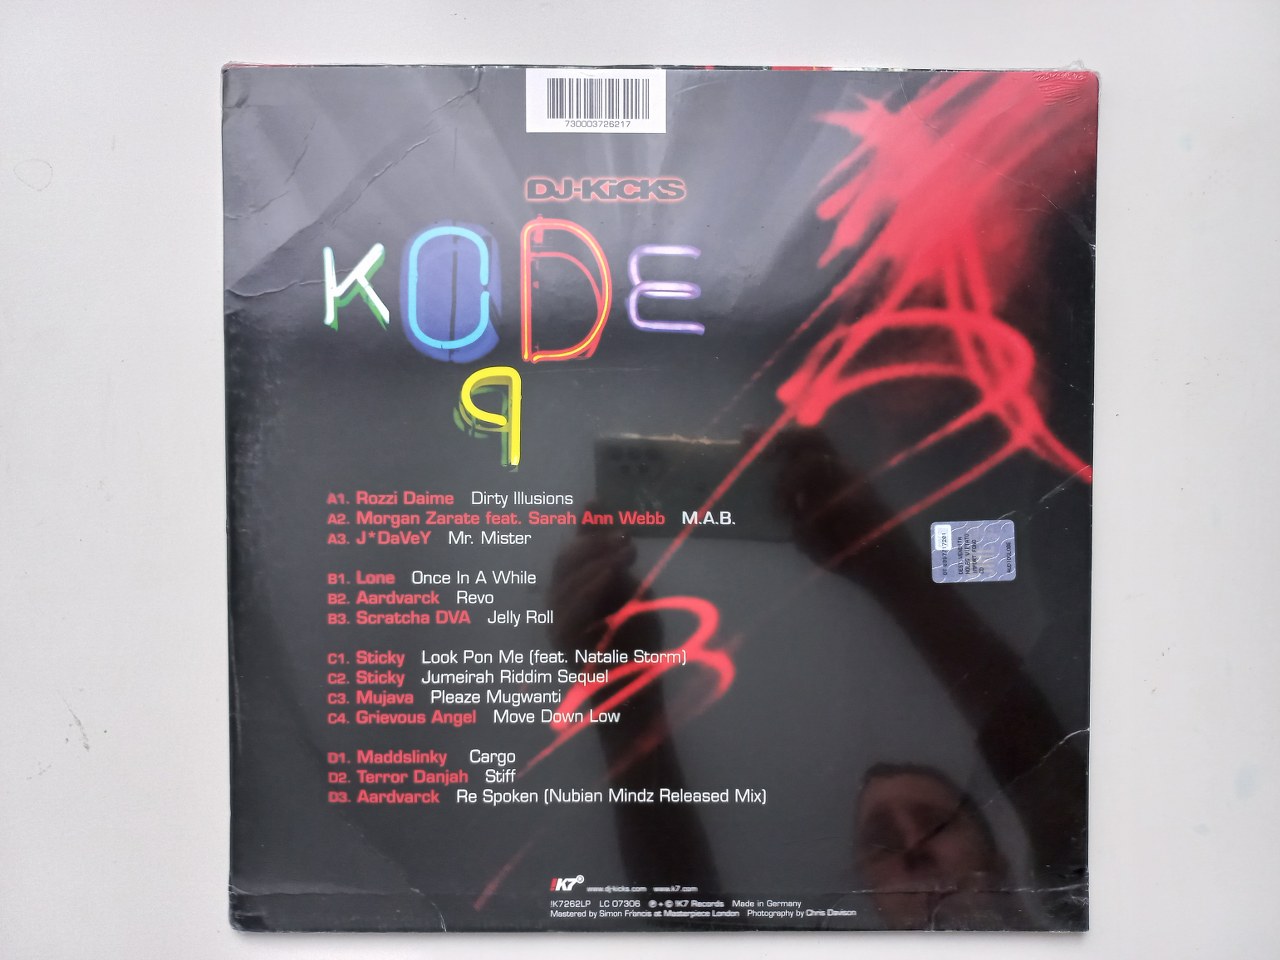 730003726217
DJ-KiCKS
KODE
9
A1. Rozzi Daime Dirty Illusions
A2. Morgan Zarate feat. Sarah Ann Webb M.A.B.
A3. J*DaVeY Mr. Mister
B1. Lone Once In A While
B2. Aardvarck Revo
B3. Scratcha DVA Jelly Roll
C1. Sticky Look Pon Me (feat. Natalie Storm)
C2. Sticky Jumeirah Riddim Sequel
C3. Mujava Pleaze Mugwanti
C4. Grievous Angel Move Down Low
D1. Maddslinky Cargo
D2. Terror Danjah Stiff
D3. Aardvarck Re Spoken (Nubian Mindz Released Mix)
!K7® www.dj-kicks.com www.k7.com
!K7262LP LC 07306 ℗ + © !K7 Records Made in Germany
Mastered by Simon Francis at Masterpiece London Photography by Chris Davison